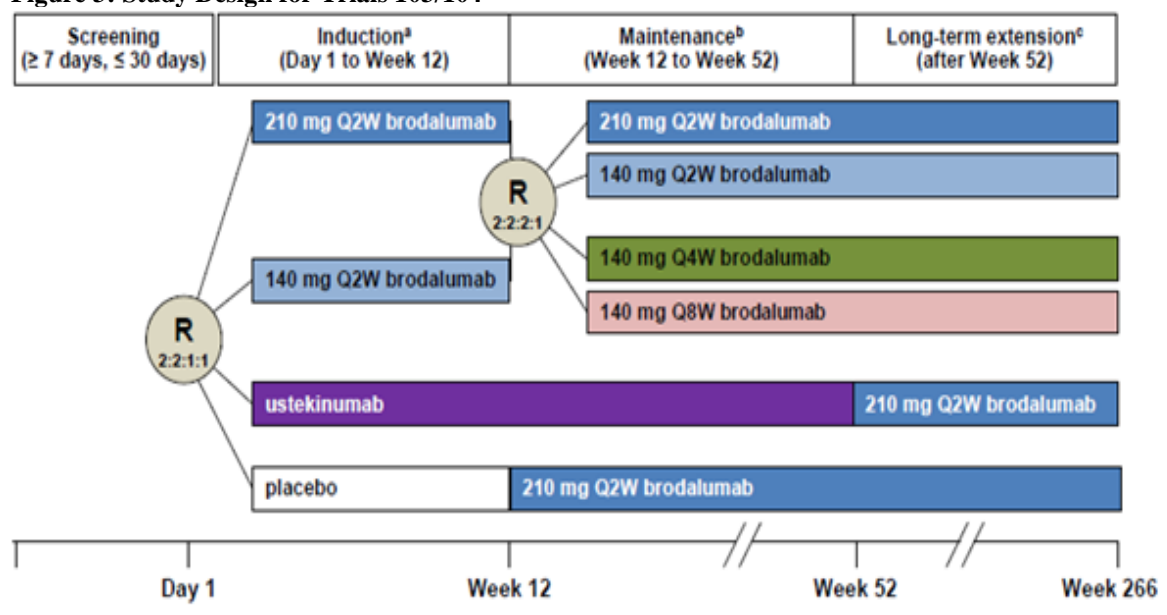 Screening
(≥ 7 days, ≤ 30 days)
Inductionᵃ
(Day 1 to Week 12)
Maintenanceᵇ
(Week 12 to Week 52)
Long-term extensionᶜ
(after Week 52)
210 mg Q2W brodalumab
210 mg Q2W brodalumab
140 mg Q2W brodalumab
R
2:2:2:1
140 mg Q4W brodalumab
140 mg Q2W brodalumab
140 mg Q8W brodalumab
R
2:2:1:1
ustekinumab
210 mg Q2W brodalumab
placebo
210 mg Q2W brodalumab
Day 1
Week 12
Week 52
Week 266